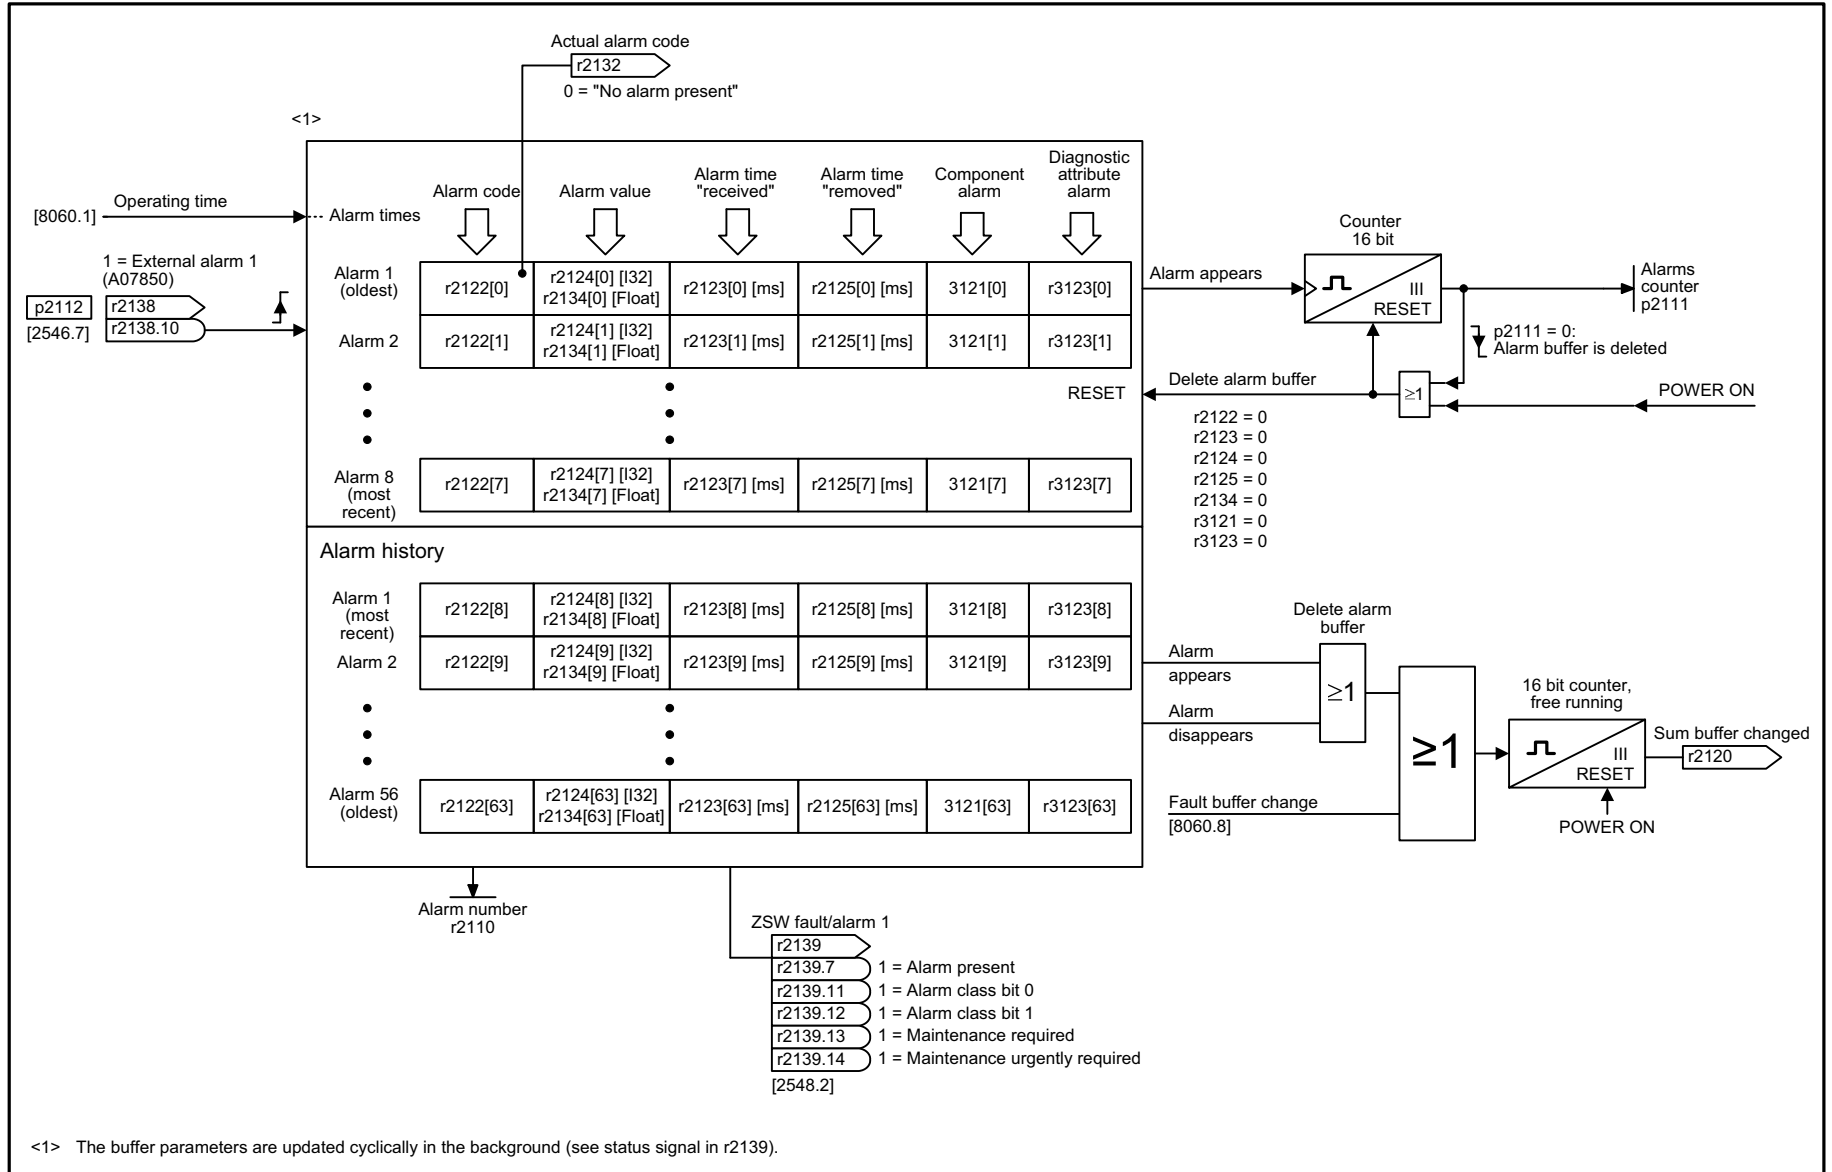 Actual alarm code
r2132
0 = "No alarm present"
<1>
Operating time
[8060.1]
Alarm times
1 = External alarm 1
(A07850)
p2112
r2138
[2546.7]
r2138.10
Alarm code
Alarm value
Alarm time
"received"
Alarm time
"removed"
Component
alarm
Diagnostic
attribute
alarm
Alarm 1
(oldest)
r2122[0]
r2124[0] [I32]
r2134[0] [Float]
r2123[0] [ms]
r2125[0] [ms]
3121[0]
r3123[0]
Alarm 2
r2122[1]
r2124[1] [I32]
r2134[1] [Float]
r2123[1] [ms]
r2125[1] [ms]
3121[1]
r3123[1]
RESET
Alarm 8
(most
recent)
r2122[7]
r2124[7] [I32]
r2134[7] [Float]
r2123[7] [ms]
r2125[7] [ms]
3121[7]
r3123[7]
Alarm appears
Counter
16 bit
III
RESET
Alarms
counter
p2111
p2111 = 0:
Alarm buffer is deleted
Delete alarm buffer
≥1
POWER ON
r2122 = 0
r2123 = 0
r2124 = 0
r2125 = 0
r2134 = 0
r3121 = 0
r3123 = 0
Alarm history
Alarm 1
(most
recent)
r2122[8]
r2124[8] [I32]
r2134[8] [Float]
r2123[8] [ms]
r2125[8] [ms]
3121[8]
r3123[8]
Alarm 2
r2122[9]
r2124[9] [I32]
r2134[9] [Float]
r2123[9] [ms]
r2125[9] [ms]
3121[9]
r3123[9]
Alarm 56
(oldest)
r2122[63]
r2124[63] [I32]
r2134[63] [Float]
r2123[63] [ms]
r2125[63] [ms]
3121[63]
r3123[63]
Delete alarm
buffer
Alarm
appears
≥1
Alarm
disappears
Fault buffer change
[8060.8]
≥1
16 bit counter,
free running
III
RESET
POWER ON
Sum buffer changed
r2120
Alarm number
r2110
ZSW fault/alarm 1
r2139
r2139.7
1 = Alarm present
r2139.11
1 = Alarm class bit 0
r2139.12
1 = Alarm class bit 1
r2139.13
1 = Maintenance required
r2139.14
1 = Maintenance urgently required
[2548.2]
<1> The buffer parameters are updated cyclically in the background (see status signal in r2139).